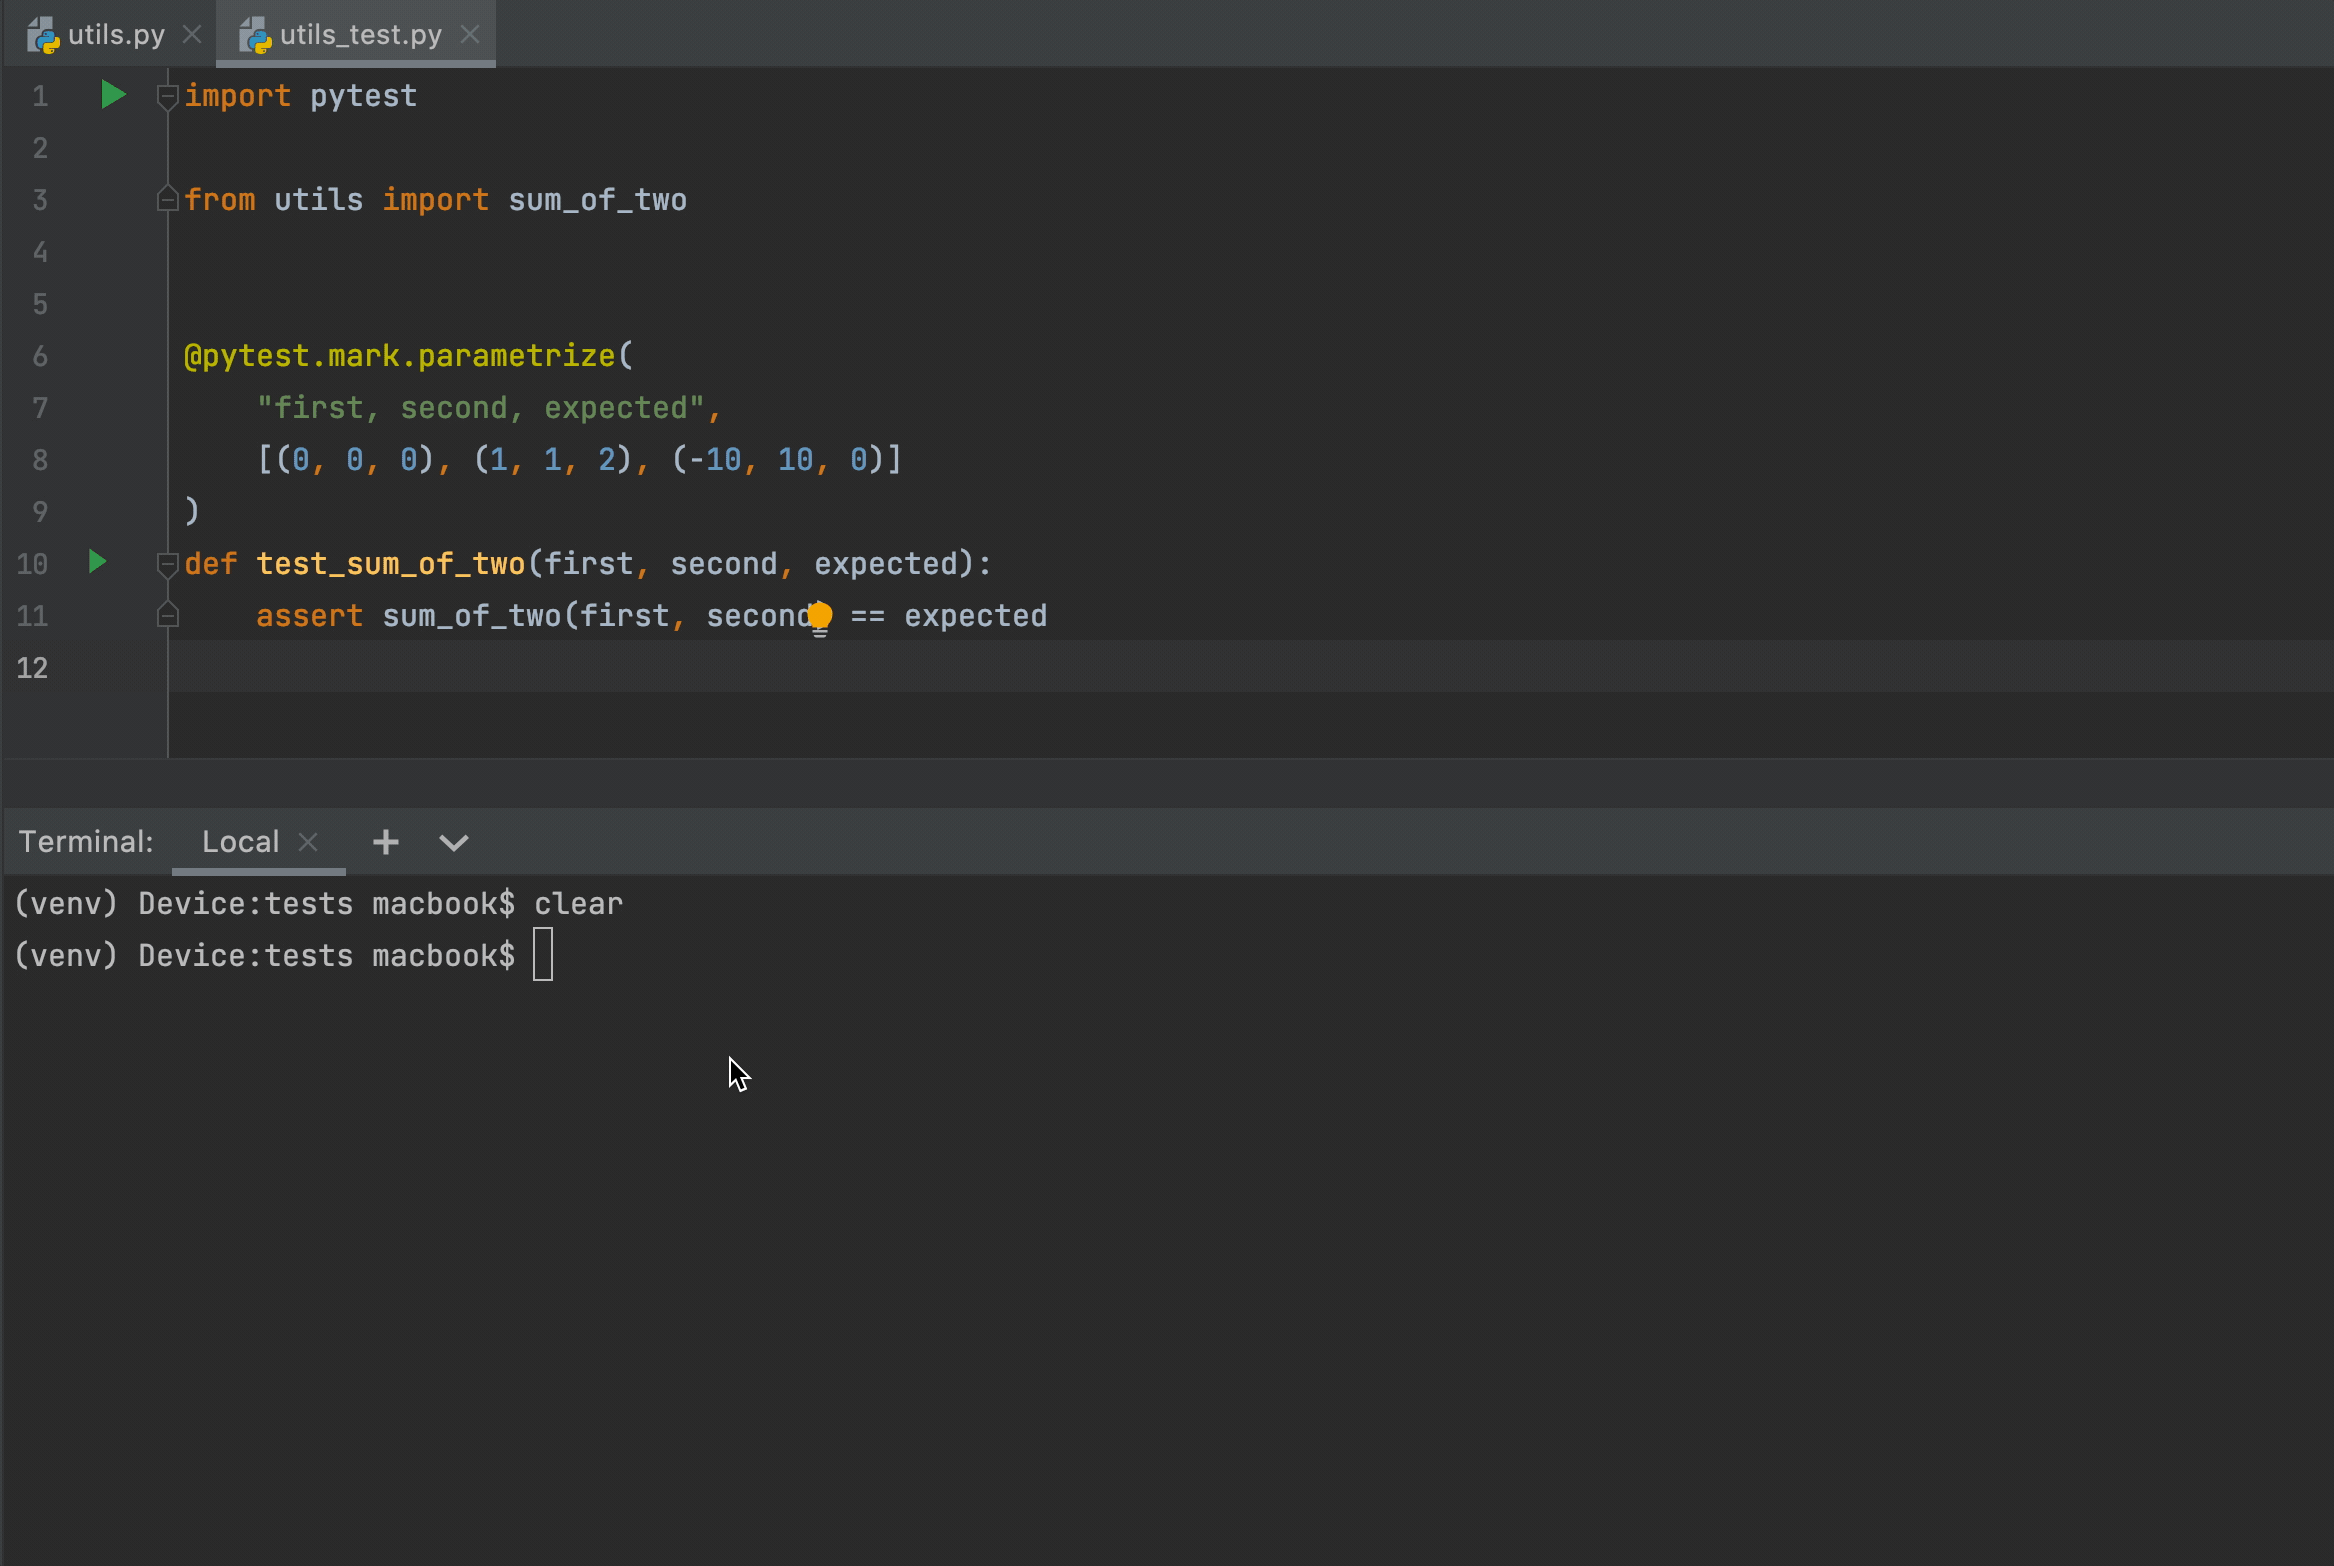 utils.py utils_test.py
1 import pytest
2
3 from utils import sum_of_two
4
5
6 @pytest.mark.parametrize(
7 "first, second, expected",
8 [(0, 0, 0), (1, 1, 2), (-10, 10, 0)]
9 )
10 def test_sum_of_two(first, second, expected):
11 assert sum_of_two(first, second) == expected
12
Terminal: Local
(venv) Device:tests macbook$ clear
(venv) Device:tests macbook$